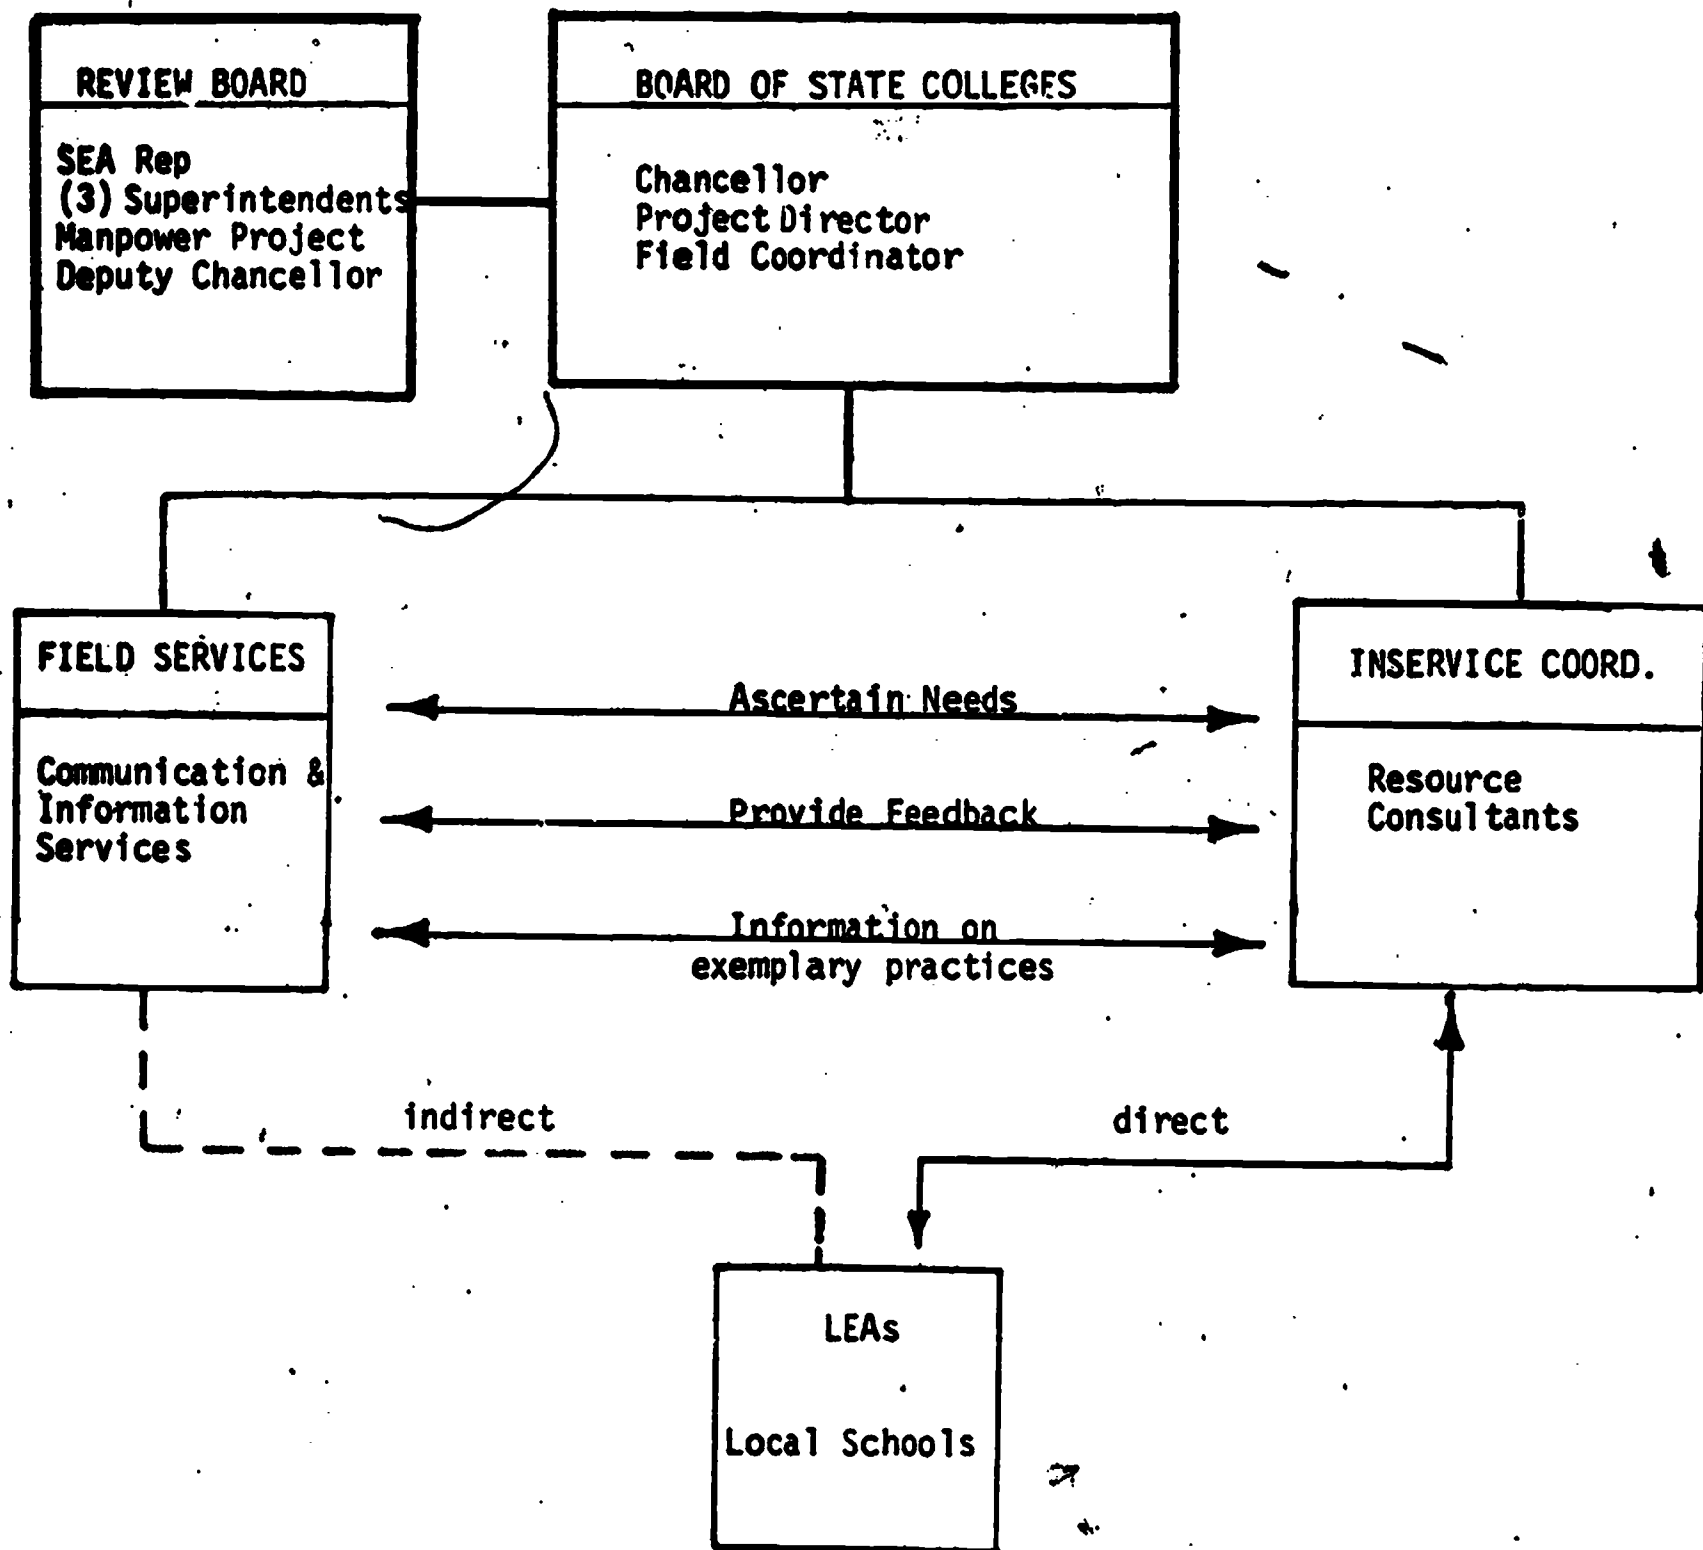 REVIEW BOARD
SEA Rep
(3) Superintendents
Manpower Project
Deputy Chancellor
BOARD OF STATE COLLEGES
Chancellor
Project Director
Field Coordinator
FIELD SERVICES
Communication &
Information
Services
Ascertain Needs
Provide Feedback
Information on
exemplary practices
INSERVICE COORD.
Resource
Consultants
indirect
direct
LEAs
Local Schools